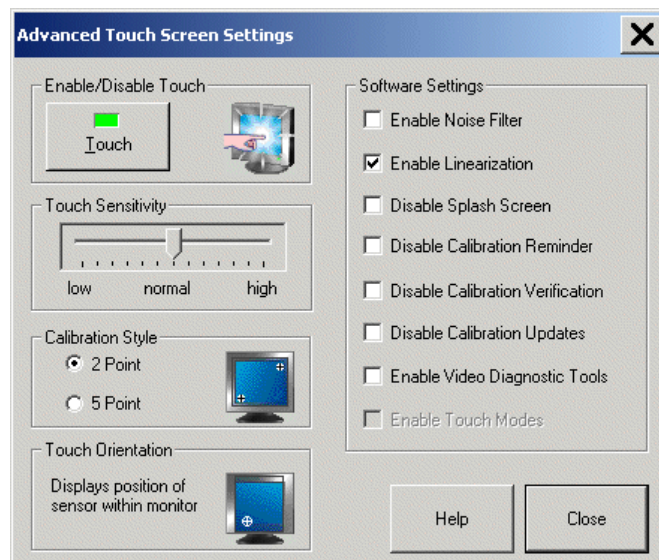 Advanced Touch Screen Settings
Enable/Disable Touch
Touch
Touch Sensitivity
low normal high
Calibration Style
2 Point
5 Point
Touch Orientation
Displays position of
sensor within monitor
Software Settings
Enable Noise Filter
Enable Linearization
Disable Splash Screen
Disable Calibration Reminder
Disable Calibration Verification
Disable Calibration Updates
Enable Video Diagnostic Tools
Enable Touch Modes
Help
Close